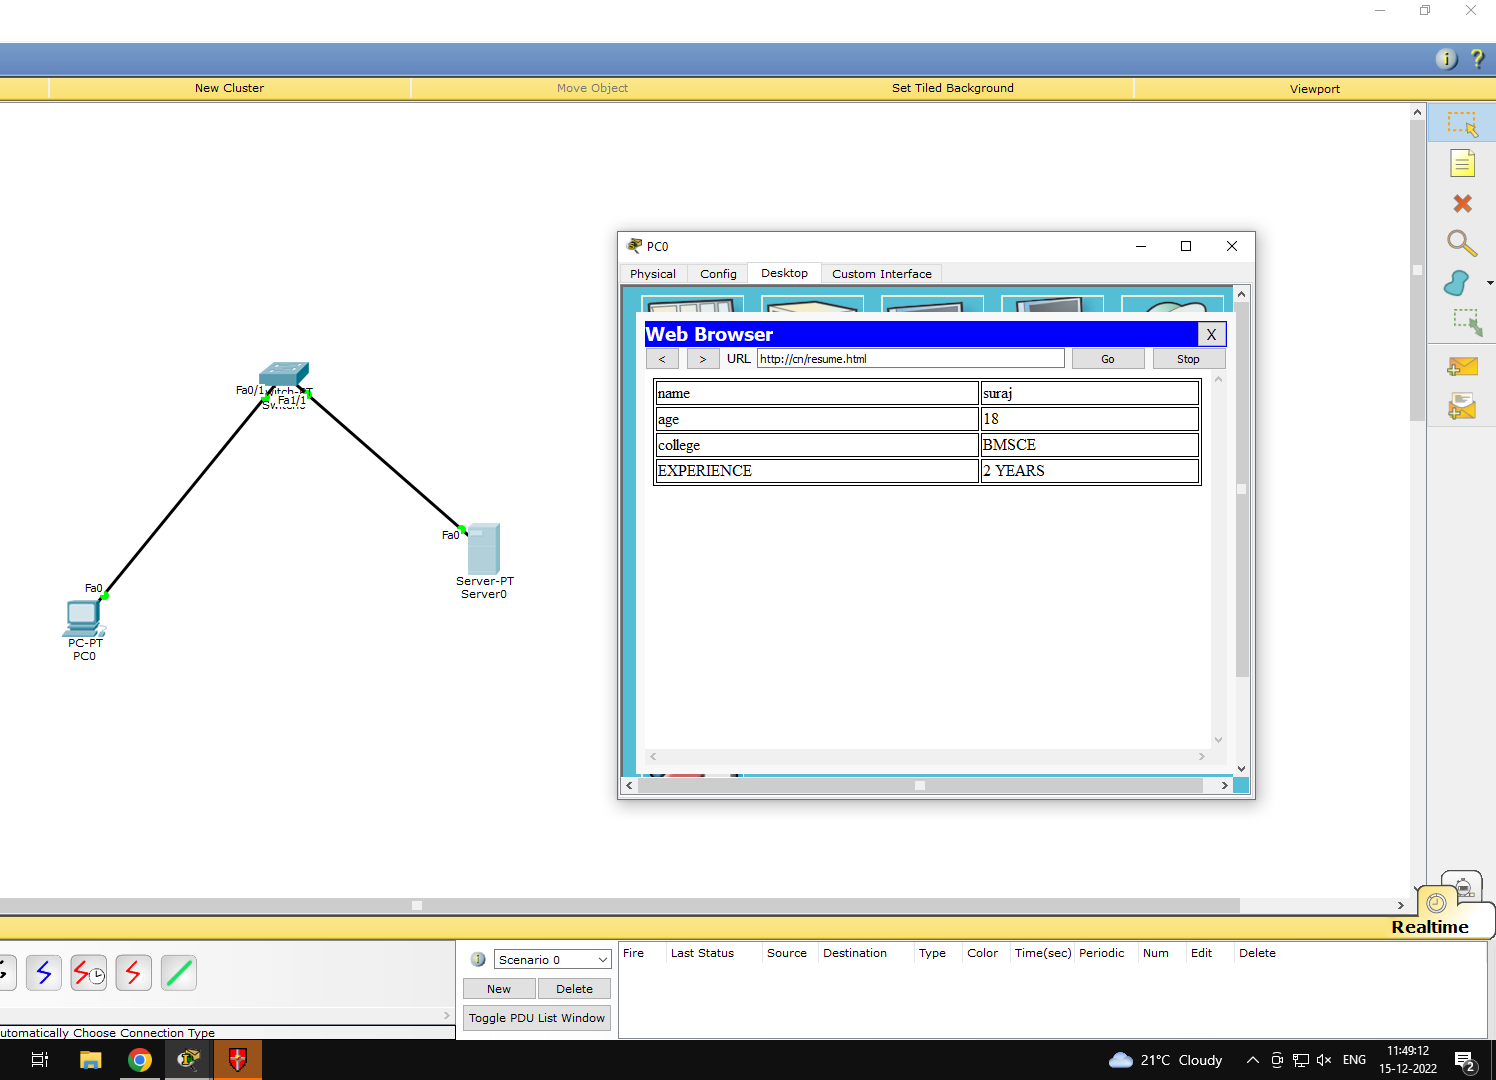 New Cluster Move Object Set Tiled Background Viewport
PC0
Physical Config Desktop Custom Interface
Web Browser X
< > URL http://cn/resume.html Go Stop
name suraj
age 18
college BMSCE
EXPERIENCE 2 YEARS
Fa0/1
Fa1/1
Fa0
Server-PT
Server0
Fa0
PC-PT
PC0
Realtime
Scenario 0
New Delete
Toggle PDU List Window
Fire Last Status Source Destination Type Color Time(sec) Periodic Num Edit Delete
utomatically Choose Connection Type
21°C Cloudy
ENG
11:49:12
15-12-2022
2